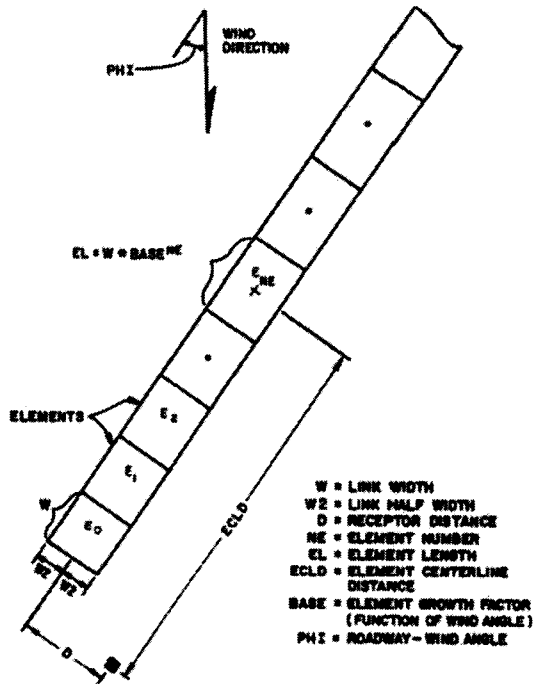 WIND
DIRECTION
PHI
EL = W * BASE^NE
E_NE
E_2
ELEMENTS
E_1
W
E_0
W2 W2
D
ECLD
W = LINK WIDTH
W2 = LINK HALF WIDTH
D = RECEPTOR DISTANCE
NE = ELEMENT NUMBER
EL = ELEMENT LENGTH
ECLD = ELEMENT CENTERLINE
DISTANCE
BASE = ELEMENT GROWTH FACTOR
(FUNCTION OF WIND ANGLE)
PHI = ROADWAY-WIND ANGLE